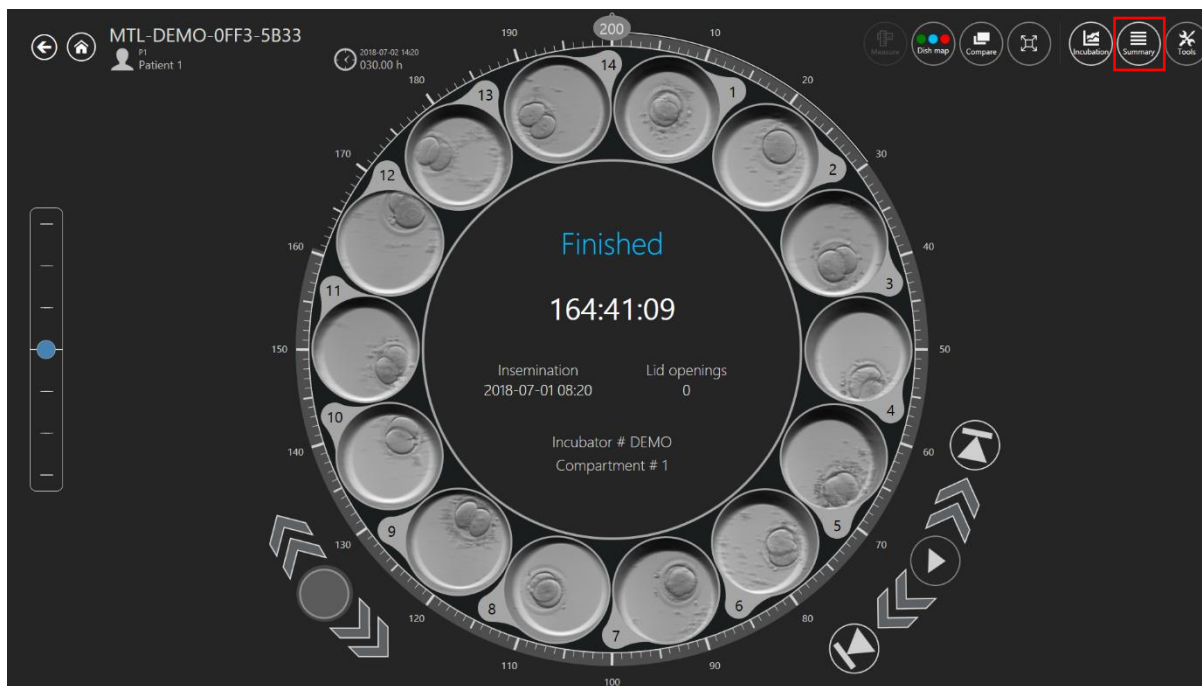 MTL-DEMO-0FF3-5B33
P1
Patient 1
2018-07-02 14:20
030.00 h
Measure
Dish map
Compare
Incubation
Summary
Tools
200
10
20
30
40
50
60
70
80
90
100
110
120
130
140
150
160
170
180
190
1
2
3
4
5
6
7
8
9
10
11
12
13
14
Finished
164:41:09
Insemination
2018-07-01 08:20
Lid openings
0
Incubator # DEMO
Compartment # 1